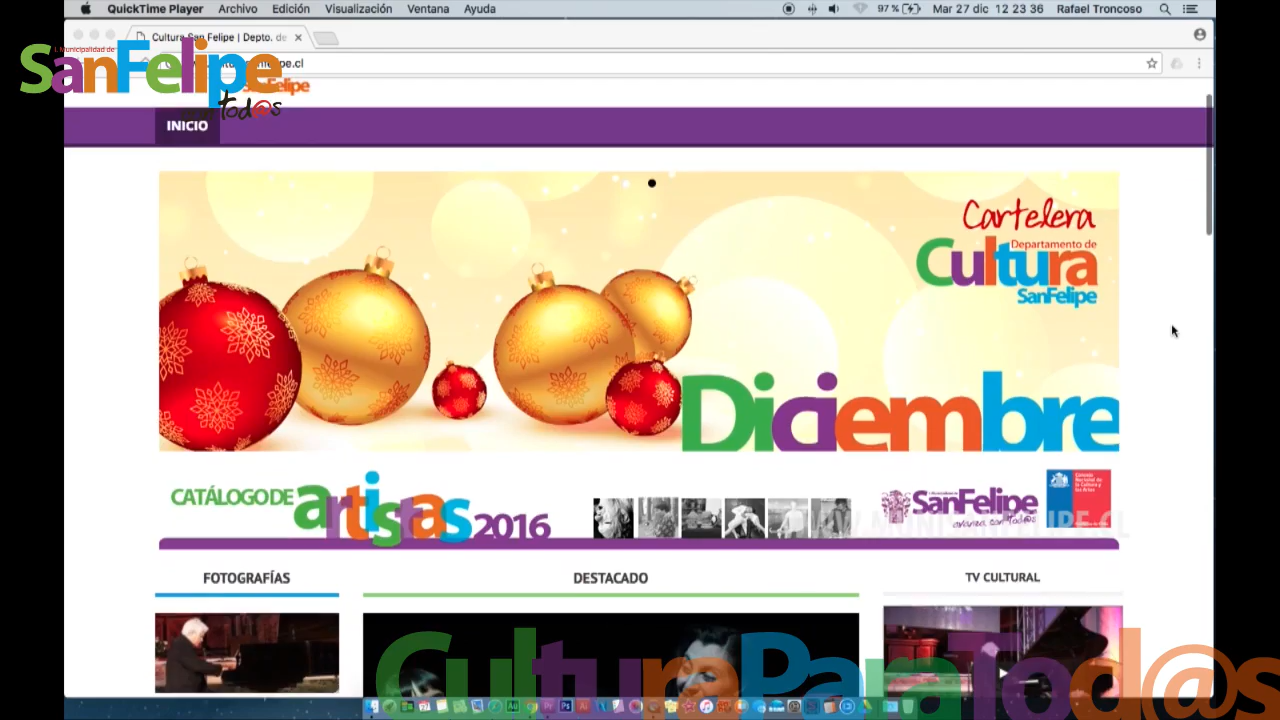 QuickTime Player Archivo Edición Visualización Ventana Ayuda 97 % Mar 27 dic 12 23 36 Rafael Troncoso
Cultura San Felipe | Depto. de
I. Municipalidad de
SanFelipe
INICIO
Cartelera
Departamento de
Cultura
SanFelipe
Diciembre
CATÁLOGO DE artistas 2016
SanFelipe
avanza con Tod@s
FOTOGRAFÍAS DESTACADO TV CULTURAL
CulturaParaTod@s